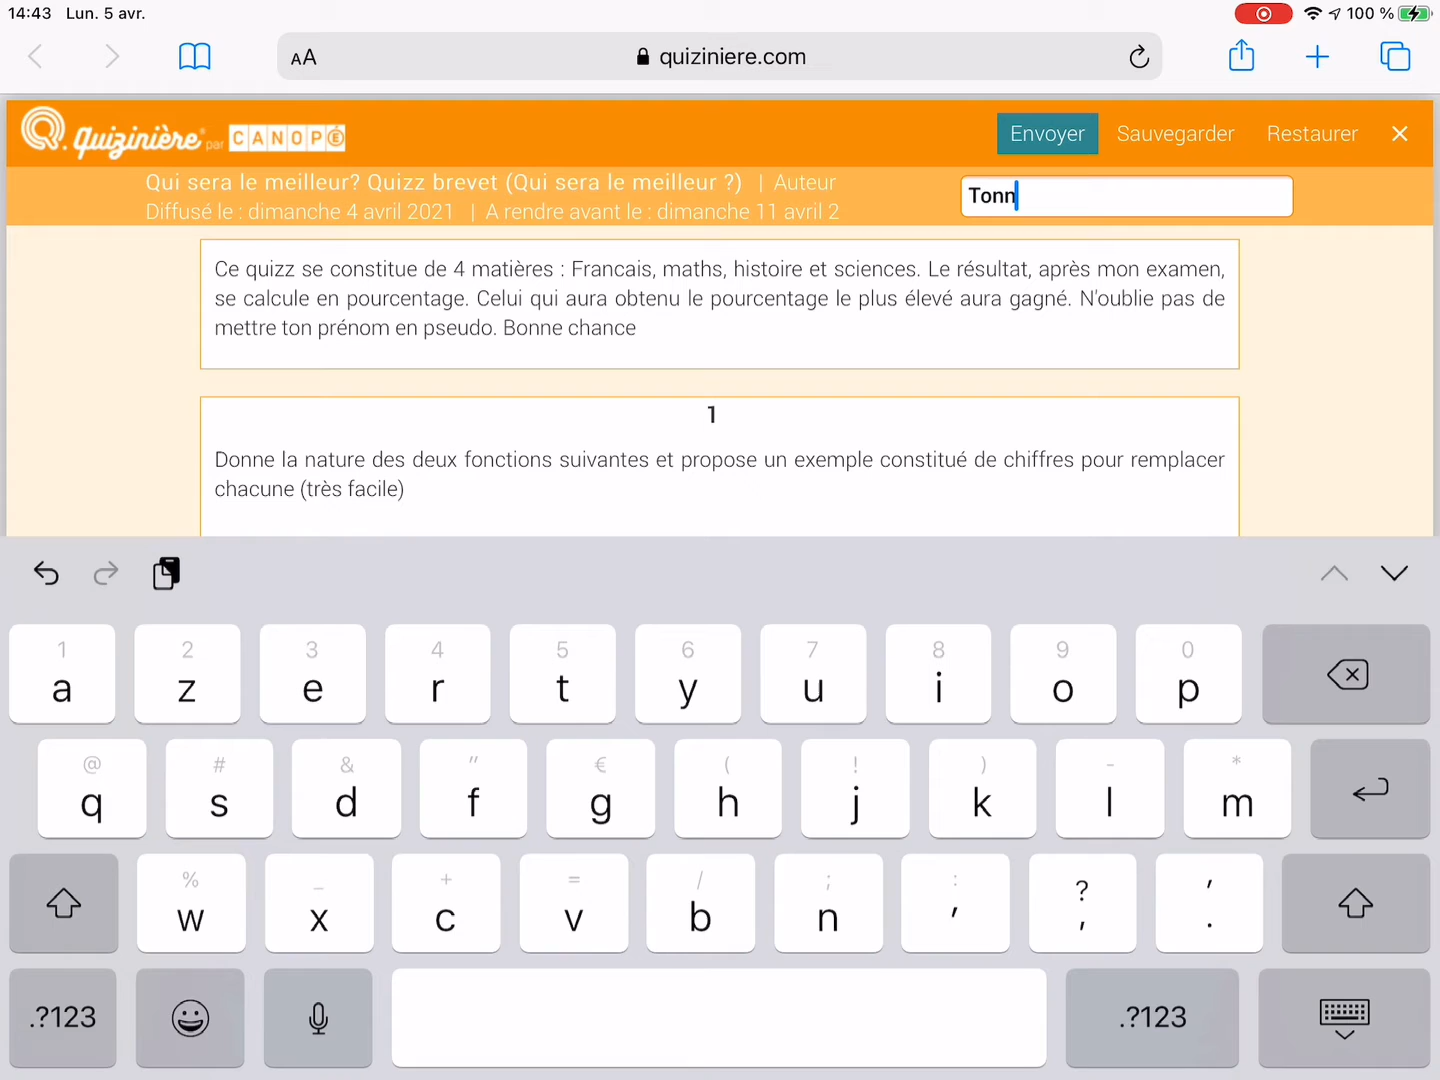 14:43 Lun. 5 avr. 100 %
AA quiziniere.com
Q. Quizinière® par CANOPÉ Envoyer Sauvegarder Restaurer ×
Qui sera le meilleur? Quizz brevet (Qui sera le meilleur ?) | Auteur
Diffusé le : dimanche 4 avril 2021 | A rendre avant le : dimanche 11 avril 2
Tonn
Ce quizz se constitue de 4 matières : Francais, maths, histoire et sciences. Le résultat, après mon examen,
se calcule en pourcentage. Celui qui aura obtenu le pourcentage le plus élevé aura gagné. N'oublie pas de
mettre ton prénom en pseudo. Bonne chance
1
Donne la nature des deux fonctions suivantes et propose un exemple constitué de chiffres pour remplacer
chacune (très facile)
1 2 3 4 5 6 7 8 9 0
a z e r t y u i o p
@ # & " € ( ! ) - *
q s d f g h j k l m
% _ + = / ; : ? '
w x c v b n ' , .
.?123 .?123